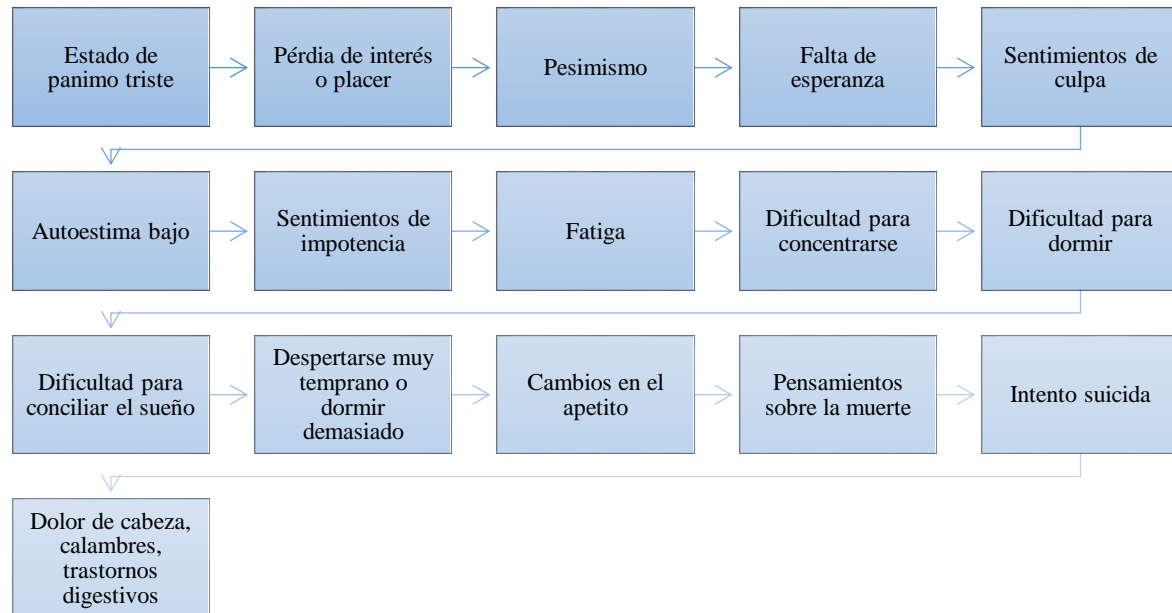 Estado de
panimo triste
Pérdia de interés
o placer
Pesimismo
Falta de
esperanza
Sentimientos de
culpa
Autoestima bajo
Sentimientos de
impotencia
Fatiga
Dificultad para
concentrarse
Dificultad para
dormir
Dificultad para
conciliar el sueño
Despertarse muy
temprano o
dormir
demasiado
Cambios en el
apetito
Pensamientos
sobre la muerte
Intento suicida
Dolor de cabeza,
calambres,
trastornos
digestivos